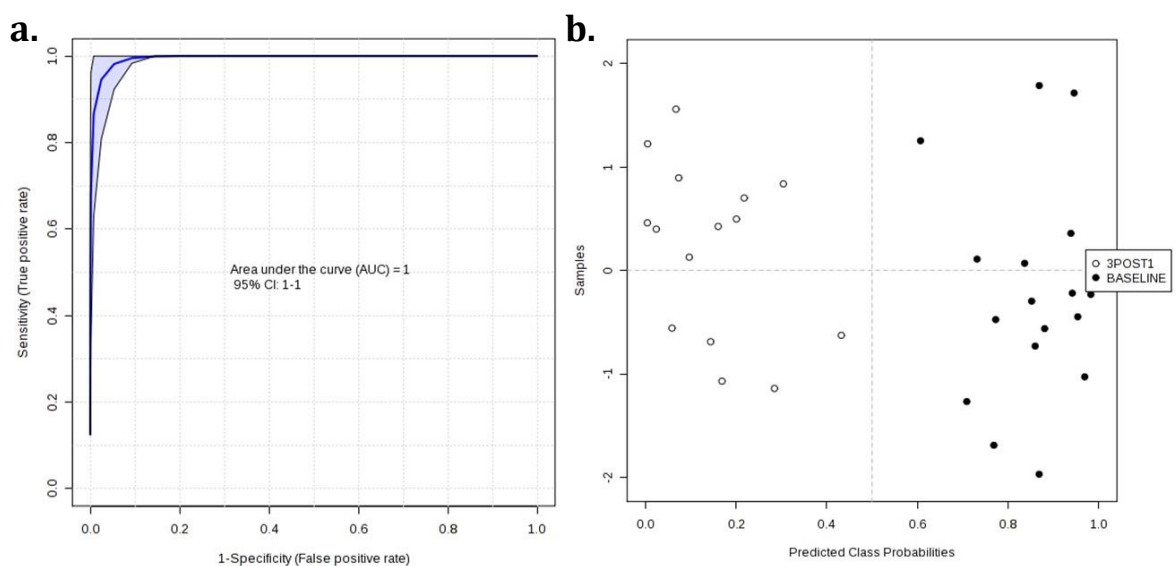 a.
1.0
0.8
0.6
0.4
0.2
0.0
Sensitivity (True positive rate)
Area under the curve (AUC) = 1
95% CI: 1-1
0.0 0.2 0.4 0.6 0.8 1.0
1-Specificity (False positive rate)
b.
2
1
0
-1
-2
Samples
3POST1
BASELINE
0.0 0.2 0.4 0.6 0.8 1.0
Predicted Class Probabilities